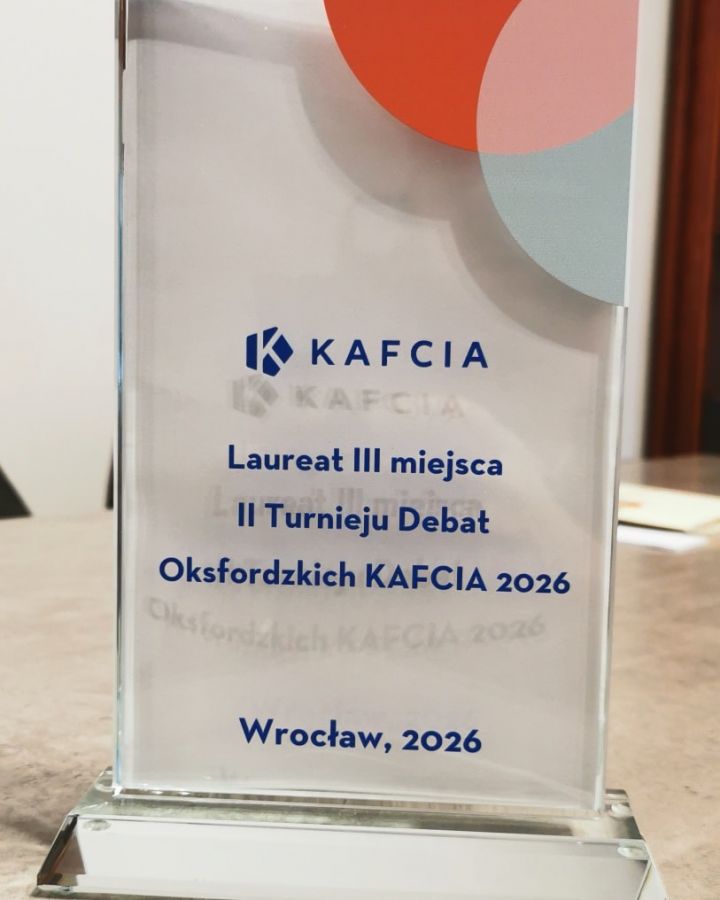 KAFCIA
Laureat III miejsca
II Turnieju Debat
Oksfordzkich KAFCIA 2026
Wrocław, 2026